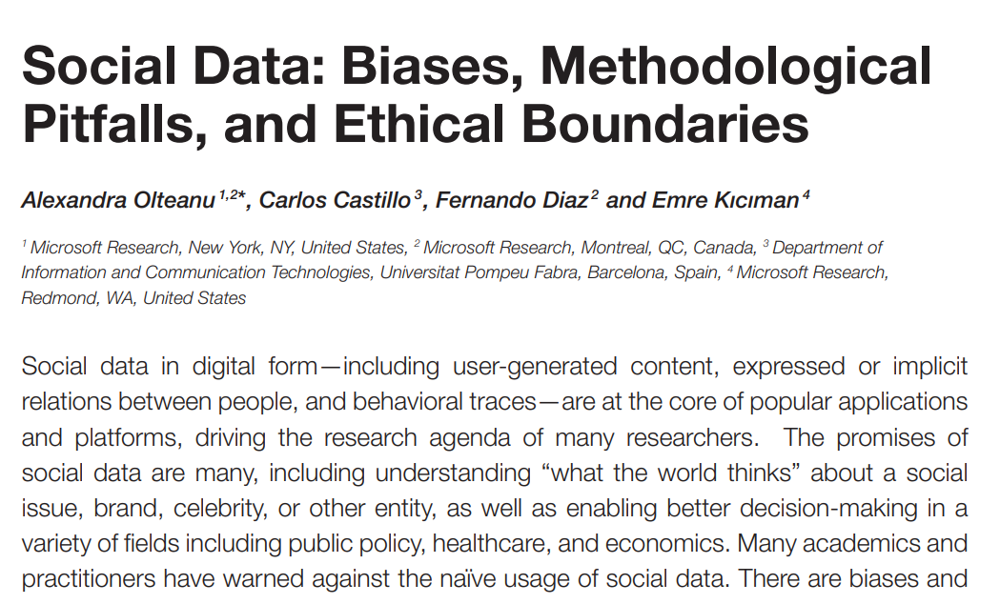 Social Data: Biases, Methodological
Pitfalls, and Ethical Boundaries
Alexandra Olteanu 1,2*, Carlos Castillo 3, Fernando Diaz 2 and Emre Kıcıman 4
1 Microsoft Research, New York, NY, United States, 2 Microsoft Research, Montreal, QC, Canada, 3 Department of
Information and Communication Technologies, Universitat Pompeu Fabra, Barcelona, Spain, 4 Microsoft Research,
Redmond, WA, United States
Social data in digital form—including user-generated content, expressed or implicit
relations between people, and behavioral traces—are at the core of popular applications
and platforms, driving the research agenda of many researchers. The promises of
social data are many, including understanding “what the world thinks” about a social
issue, brand, celebrity, or other entity, as well as enabling better decision-making in a
variety of fields including public policy, healthcare, and economics. Many academics and
practitioners have warned against the naïve usage of social data. There are biases and